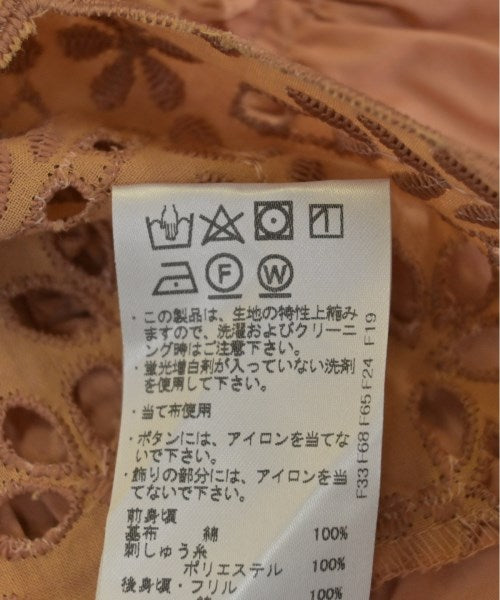 F
W
・この製品は、生地の特性上縮み
ますので、洗濯およびクリーニ
ング時はご注意下さい。
・蛍光増白剤が入っていない洗剤
を使用して下さい。
・当て布使用
・ボタンには、アイロンを当てな
いで下さい。
・飾りの部分には、アイロンを当
てないで下さい。
前身頃
基布 綿 100%
刺しゅう糸
ポリエステル 100%
後身頃・フリル
綿 100%
F33 F68 F65 F24 F19